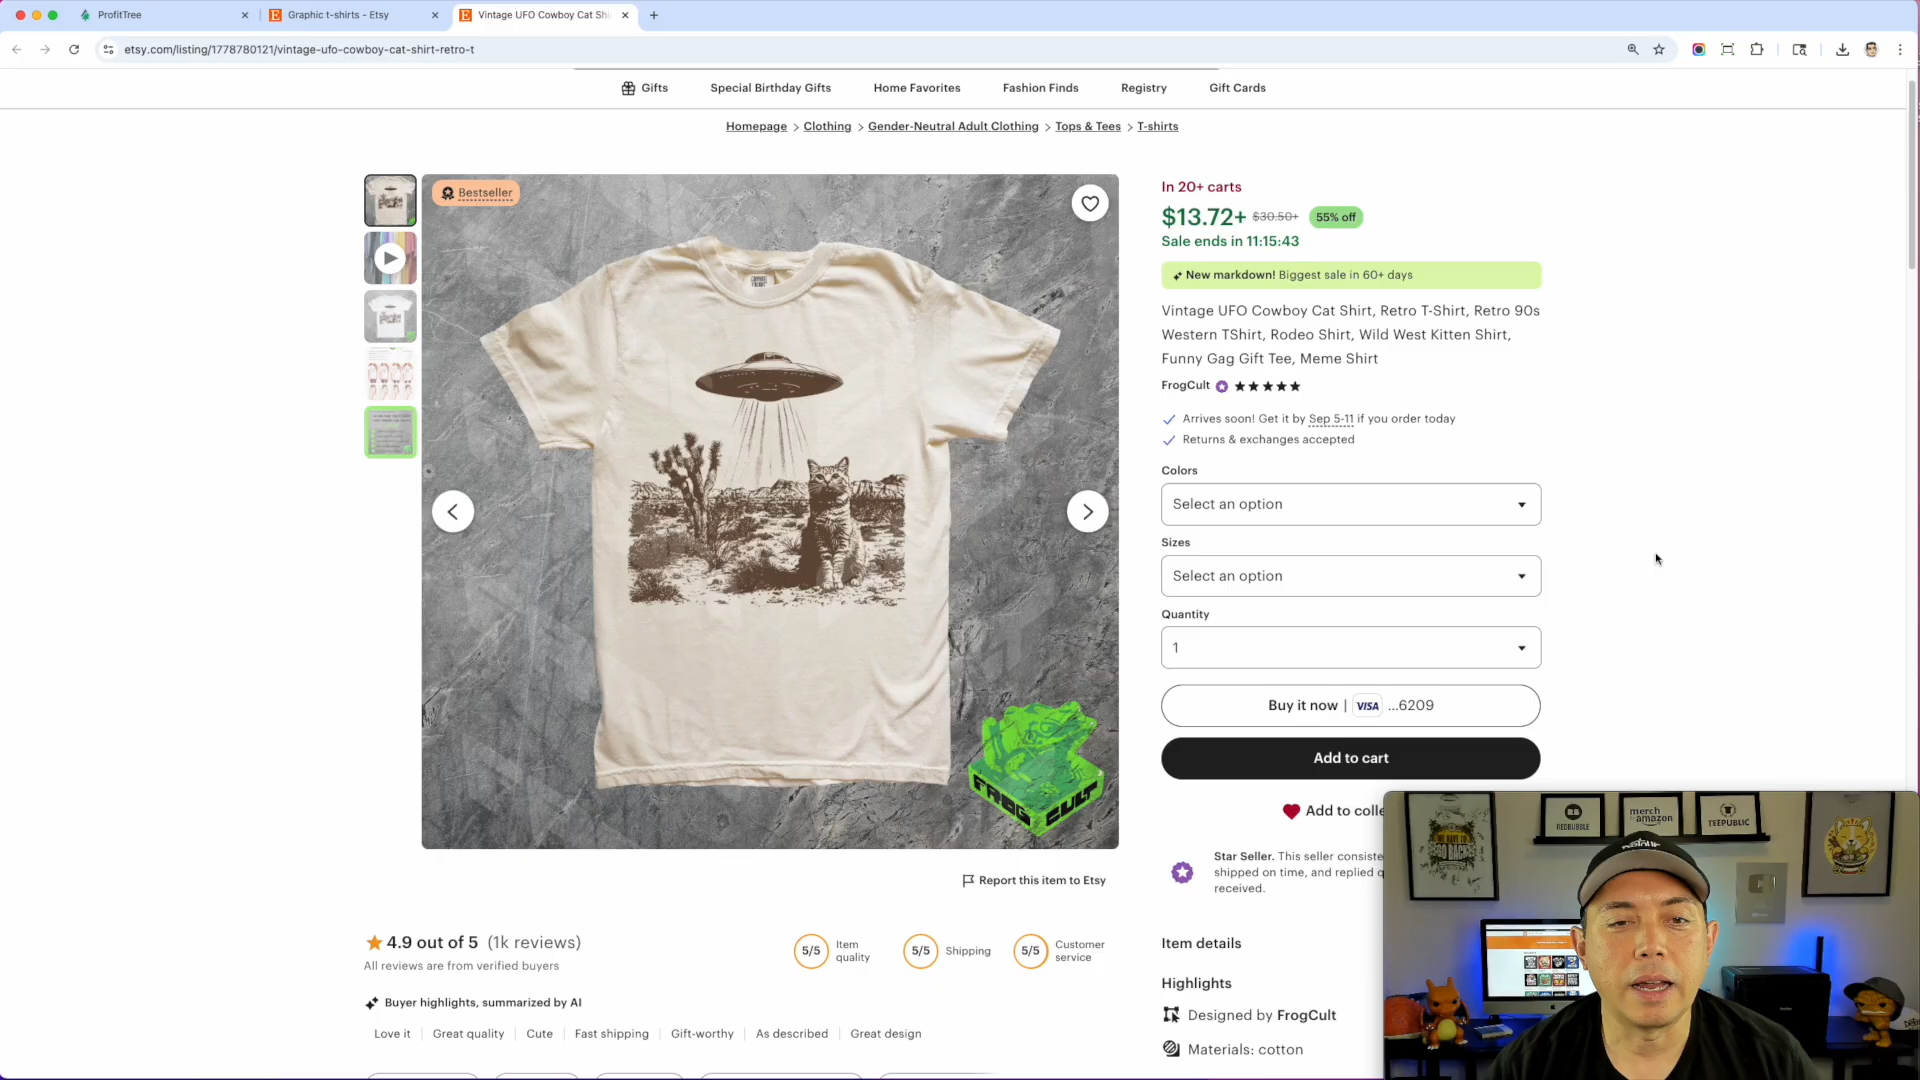 ProfitTree
Graphic t-shirts - Etsy
Vintage UFO Cowboy Cat Shi
etsy.com/listing/1778780121/vintage-ufo-cowboy-cat-shirt-retro-t
Gifts
Special Birthday Gifts
Home Favorites
Fashion Finds
Registry
Gift Cards
Homepage > Clothing > Gender-Neutral Adult Clothing > Tops & Tees > T-shirts
Bestseller
In 20+ carts
$13.72+ $30.50+ 55% off
Sale ends in 11:15:43
New markdown! Biggest sale in 60+ days
Vintage UFO Cowboy Cat Shirt, Retro T-Shirt, Retro 90s
Western TShirt, Rodeo Shirt, Wild West Kitten Shirt,
Funny Gag Gift Tee, Meme Shirt
FrogCult
Arrives soon! Get it by Sep 5-11 if you order today
Returns & exchanges accepted
Colors
Select an option
Sizes
Select an option
Quantity
1
Buy it now | VISA ...6209
Add to cart
Add to colle
Star Seller. This seller consiste
shipped on time, and replied q
received.
FROG CULT
Report this item to Etsy
4.9 out of 5 (1k reviews)
All reviews are from verified buyers
5/5 Item quality
5/5 Shipping
5/5 Customer service
Buyer highlights, summarized by AI
Love it
Great quality
Cute
Fast shipping
Gift-worthy
As described
Great design
Item details
Highlights
Designed by FrogCult
Materials: cotton
REDBUBBLE
merch
amazon
TEEPUBLIC